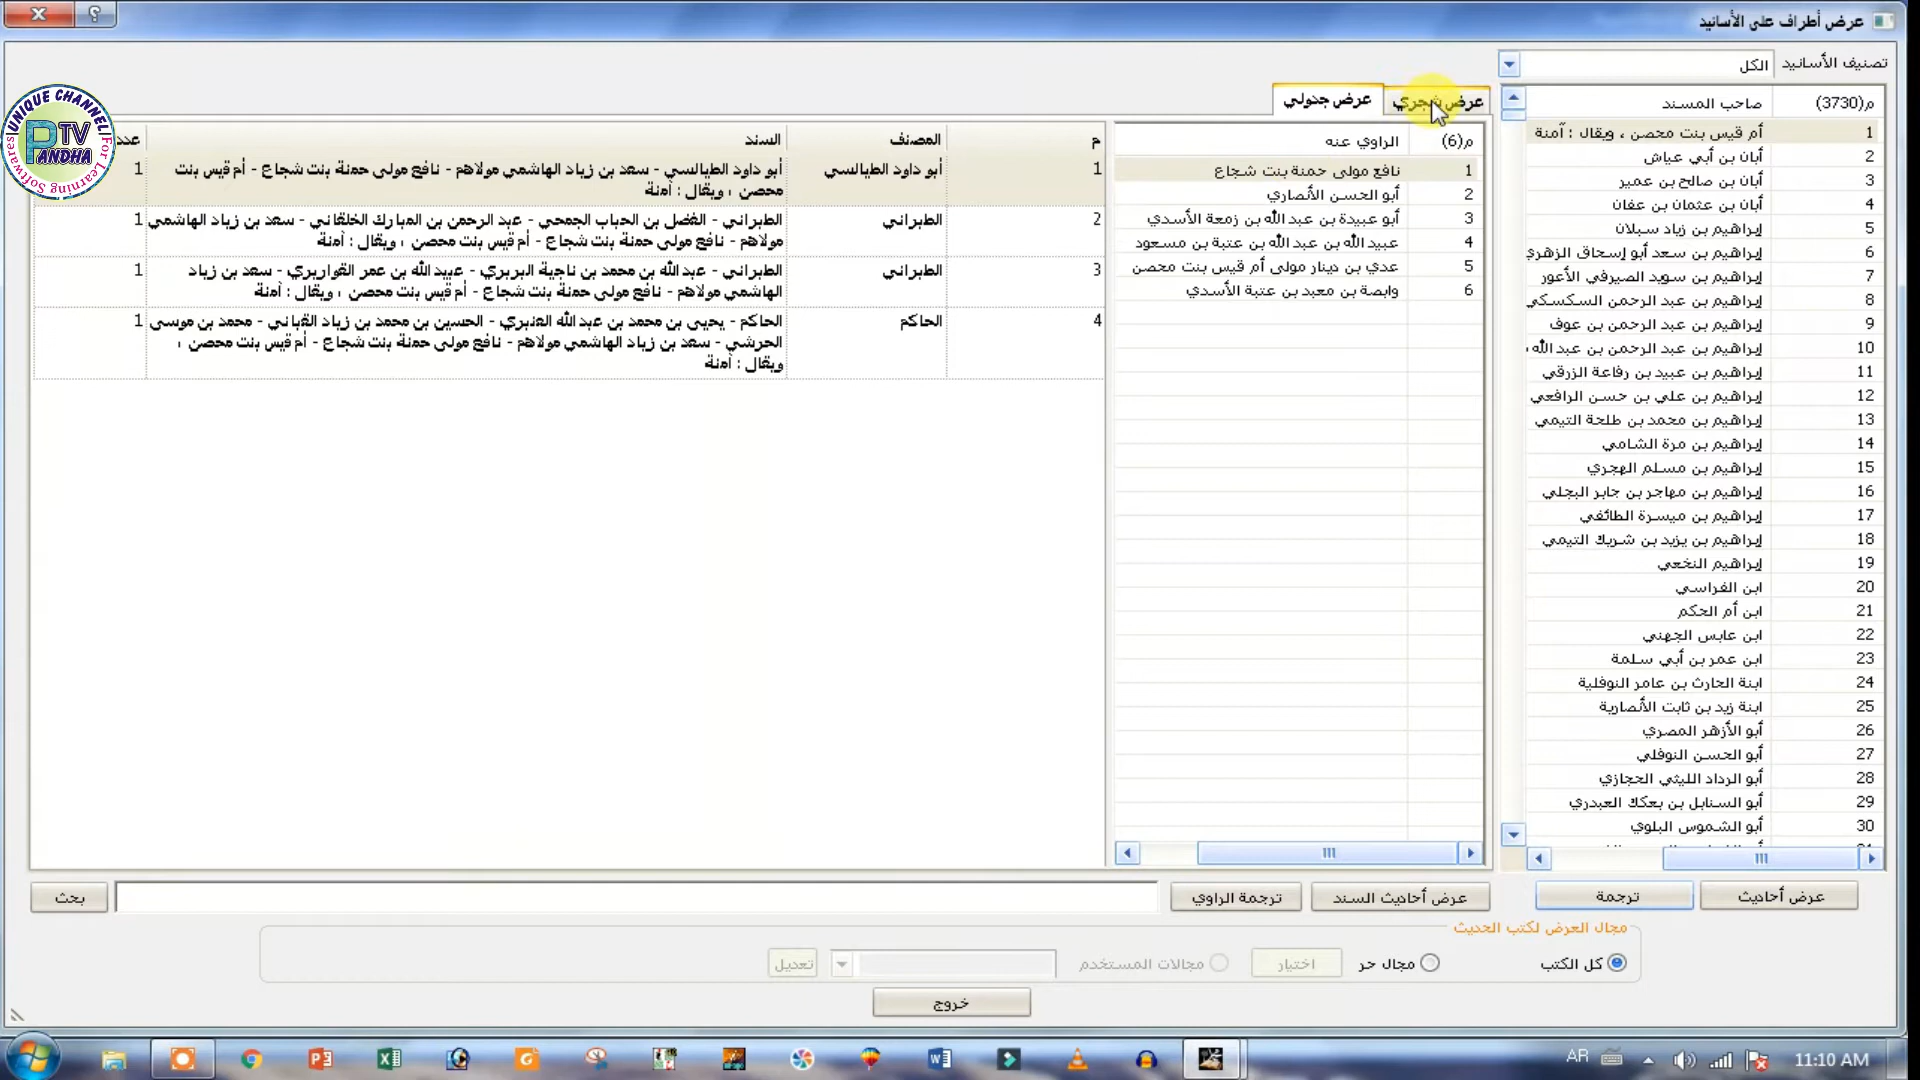 عرض أطراف على الأسانيد
تصنيف الأسانيد
الكل
م(3730) صاحب المسند
1 أم قيس بنت محصن ، ويقال : آمنة
2 أبان بن أبي عياش
3 أبان بن صالح بن عمير
4 أبان بن عثمان بن عفان
5 إبراهيم بن زياد سبلان
6 إبراهيم بن سعد أبو إسحاق الزهري
7 إبراهيم بن سويد الصيرفي الأعور
8 إبراهيم بن عبد الرحمن السكسكي
9 إبراهيم بن عبد الرحمن بن عوف
10 إبراهيم بن عبد الرحمن بن عبد الله
11 إبراهيم بن عبيد بن رفاعة الزرقي
12 إبراهيم بن علي بن حسن الرافعي
13 إبراهيم بن محمد بن طلحة التيمي
14 إبراهيم بن مرة الشامي
15 إبراهيم بن مسلم الهجري
16 إبراهيم بن مهاجر بن جابر البجلي
17 إبراهيم بن ميسرة الطائفي
18 إبراهيم بن يزيد بن شريك التيمي
19 إبراهيم النخعي
20 ابن الفراسي
21 ابن أم الحكم
22 ابن عابس الجهني
23 ابن عمر بن أبي سلمة
24 ابنة الحارث بن عامر النوفلية
25 ابنة زيد بن ثابت الأنصارية
26 أبو الأزهر المصري
27 أبو الحسن النوفلي
28 أبو الرداد الليثي الحجازي
29 أبو السنابل بن بعكك العبدري
30 أبو الشموس البلوي
عرض شجري
عرض جدولي
م(6) الراوي عنه
1 نافع مولى حمنة بنت شجاع
2 أبو الحسن الأنصاري
3 أبو عبيدة بن عبد الله بن زمعة الأسدي
4 عبيد الله بن عبد الله بن عتبة بن مسعود
5 عدي بن دينار مولى أم قيس بنت محصن
6 وابصة بن معبد بن عتبة الأسدي
م المصنف السند عدد
1 أبو داود الطيالسي أبو داود الطيالسي - سعد بن زياد الهاشمي مولاهم - نافع مولى حمنة بنت شجاع - أم قيس بنت 1
محصن ، ويقال : آمنة
2 الطبراني الطبراني - الفضل بن الحباب الجمحي - عبد الرحمن بن المبارك الخلقاني - سعد بن زياد الهاشمي 1
مولاهم - نافع مولى حمنة بنت شجاع - أم قيس بنت محصن ، ويقال : آمنة
3 الطبراني الطبراني - عبد الله بن محمد بن ناجية البربري - عبيد الله بن عمر القواريري - سعد بن زياد 1
الهاشمي مولاهم - نافع مولى حمنة بنت شجاع - أم قيس بنت محصن ، ويقال : آمنة
4 الحاكم الحاكم - يحيى بن محمد بن عبد الله العنبري - الحسين بن محمد بن زياد القباني - محمد بن موسى 1
الحرشي - سعد بن زياد الهاشمي مولاهم - نافع مولى حمنة بنت شجاع - أم قيس بنت محصن ،
ويقال : آمنة
عرض أحاديث
ترجمة
عرض أحاديث السند
ترجمة الراوي
بحث
مجال العرض لكتب الحديث
كل الكتب
مجال حر
اختيار
مجالات المستخدم
تعديل
خروج
UNIQUE CHANNEL
PTV
PANDHA
For Learning Softwares
AR
11:10 AM